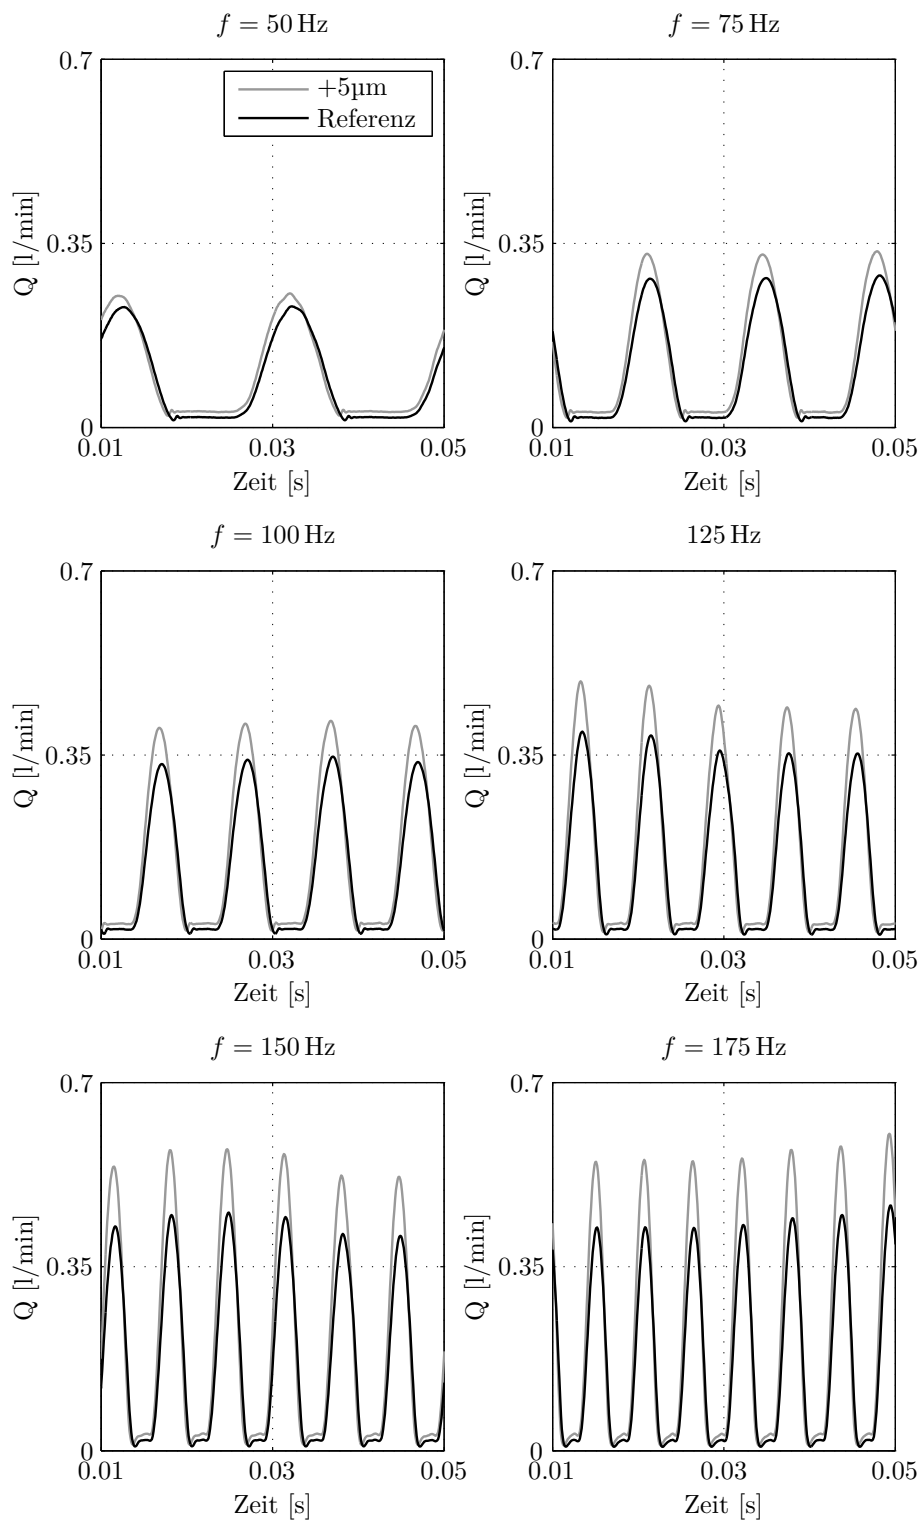 f = 50 Hz
0.7
+5µm
Referenz
0.35
Q [l/min]
0
0.01
0.03
0.05
Zeit [s]
f = 75 Hz
0.7
0.35
Q [l/min]
0
0.01
0.03
0.05
Zeit [s]
f = 100 Hz
0.7
0.35
Q [l/min]
0
0.01
0.03
0.05
Zeit [s]
125 Hz
0.7
0.35
Q [l/min]
0
0.01
0.03
0.05
Zeit [s]
f = 150 Hz
0.7
0.35
Q [l/min]
0
0.01
0.03
0.05
Zeit [s]
f = 175 Hz
0.7
0.35
Q [l/min]
0
0.01
0.03
0.05
Zeit [s]